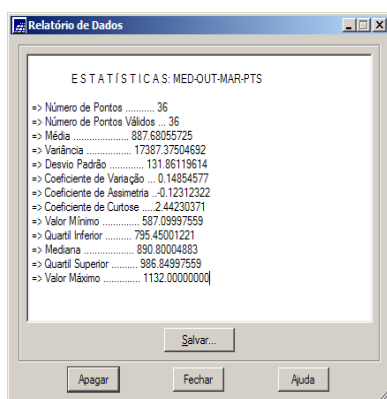 Relatório de Dados
E S T A T Í S T I C A S: MED-OUT-MAR-PTS
=> Número de Pontos ........... 36
=> Número de Pontos Válidos ... 36
=> Média ...................... 887.68055725
=> Variância .................. 17387.37504692
=> Desvio Padrão .............. 131.86119614
=> Coeficiente de Variação .... 0.14854577
=> Coeficiente de Assimetria ..-0.12312322
=> Coeficiente de Curtose .....2.44230371
=> Valor Mínimo ............... 587.09997559
=> Quartil Inferior ........... 795.45001221
=> Mediana .................... 890.80004883
=> Quartil Superior ........... 986.84997559
=> Valor Máximo ............... 1132.00000000
Salvar...
Apagar Fechar Ajuda